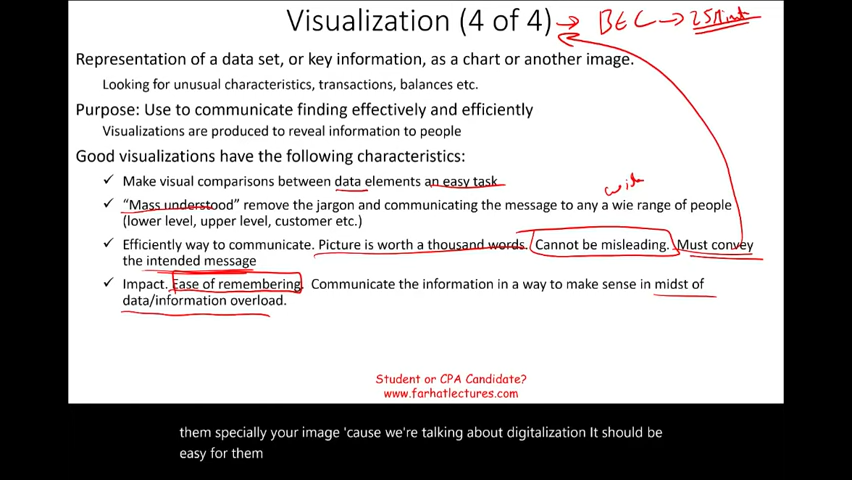 Visualization (4 of 4) → BEC → 25 Minute
Representation of a data set, or key information, as a chart or another image.
Looking for unusual characteristics, transactions, balances etc.
Purpose: Use to communicate finding effectively and efficiently
Visualizations are produced to reveal information to people
Good visualizations have the following characteristics:
✓ Make visual comparisons between data elements an easy task
wide
✓ "Mass understood" remove the jargon and communicating the message to any a wie range of people
(lower level, upper level, customer etc.)
✓ Efficiently way to communicate. Picture is worth a thousand words. Cannot be misleading. Must convey
the intended message
✓ Impact. Ease of remembering. Communicate the information in a way to make sense in midst of
data/information overload.
Student or CPA Candidate?
www.farhatlectures.com
them specially your image 'cause we're talking about digitalization It should be
easy for them